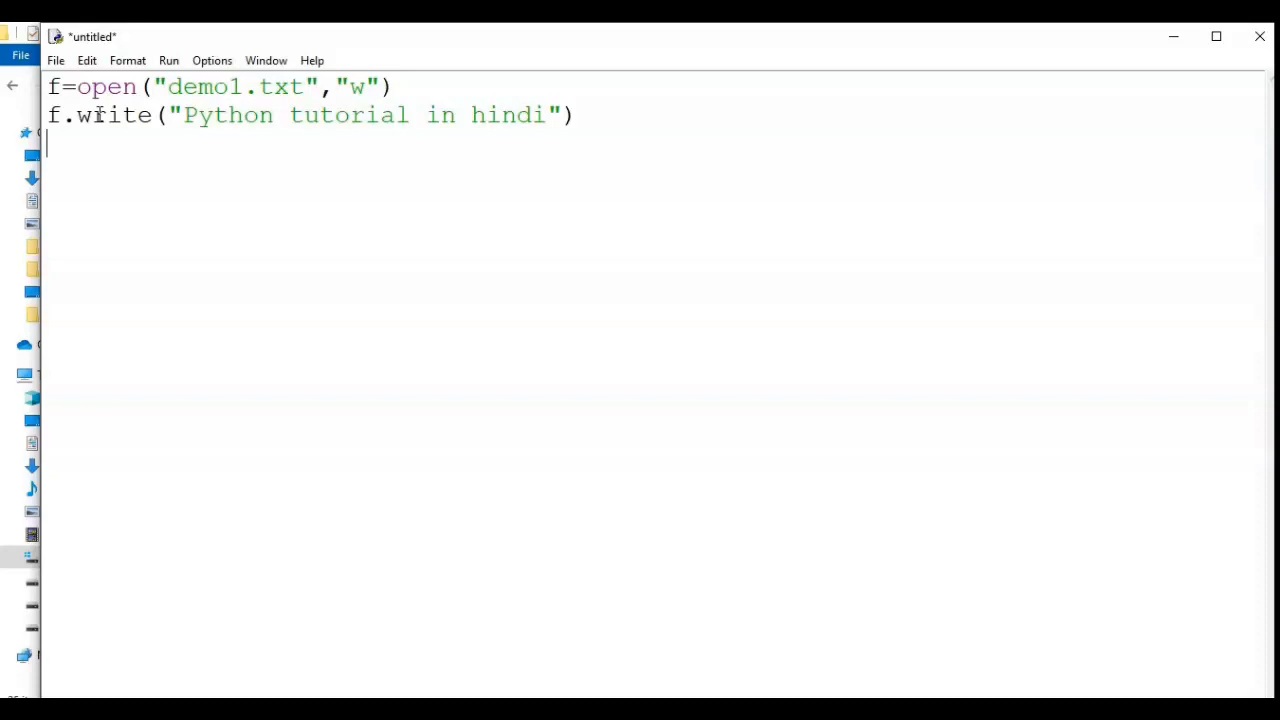 *untitled*
File
File Edit Format Run Options Window Help
f=open("demo1.txt","w")
f.write("Python tutorial in hindi")